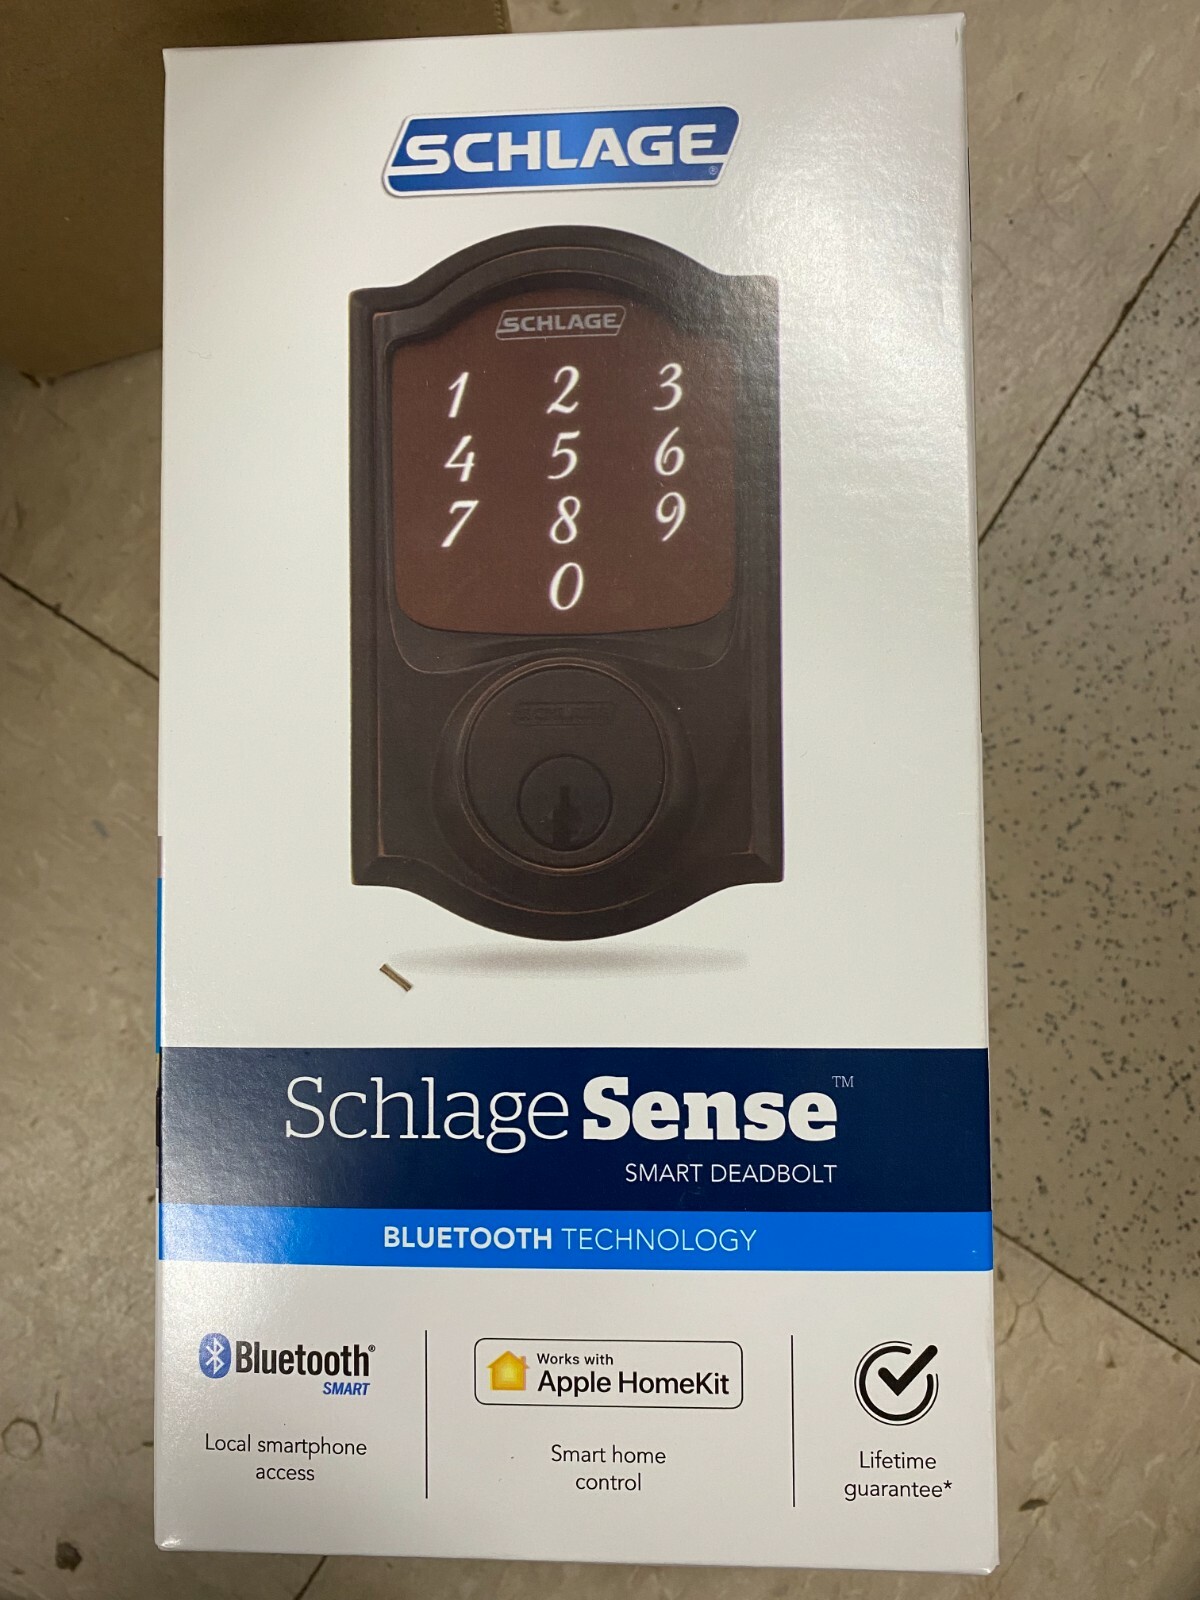 SCHLAGE®
SCHLAGE
1 2 3
4 5 6
7 8 9
0
SCHLAGE
Schlage Sense™
SMART DEADBOLT
BLUETOOTH TECHNOLOGY
Bluetooth®
SMART
Local smartphone
access
Works with
Apple HomeKit
Smart home
control
Lifetime
guarantee*